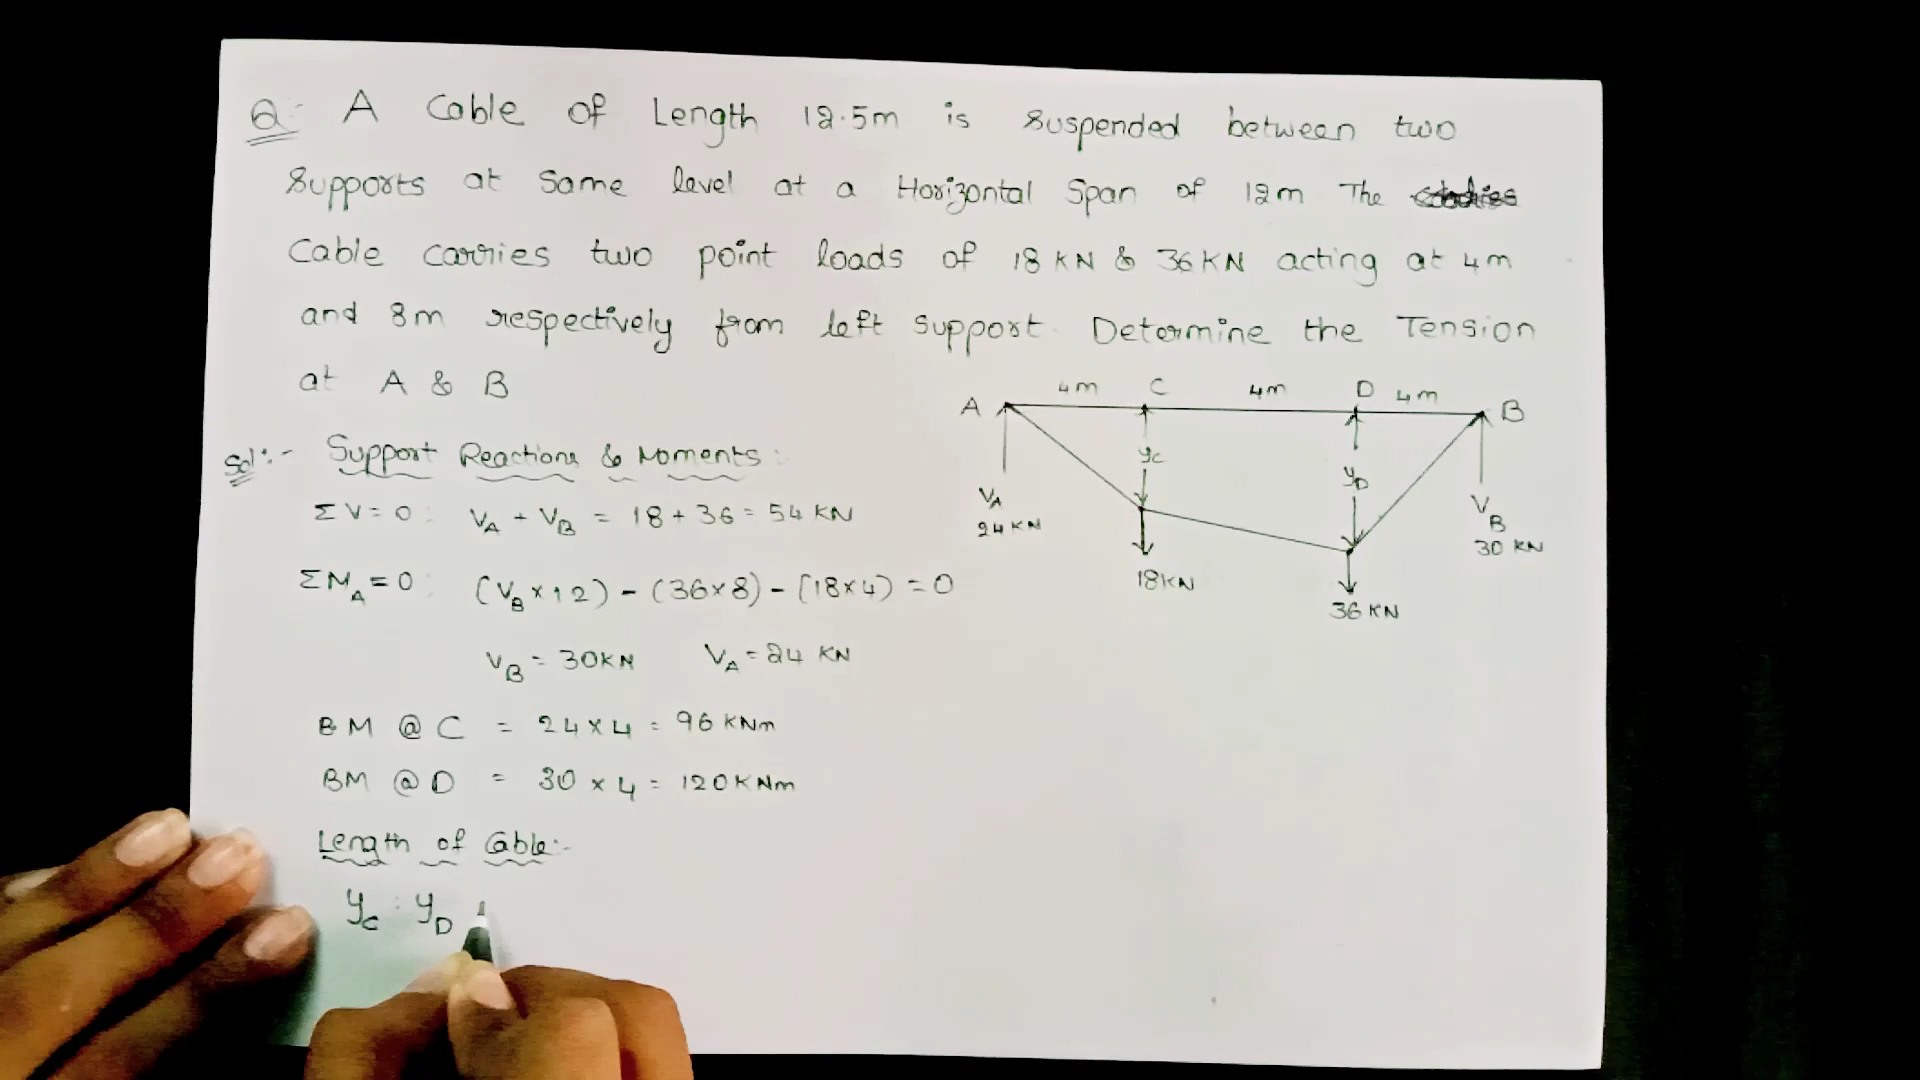 Q:- A Cable of Length 12.5m is suspended between two
Supports at Same level at a Horizontal Span of 12m The
Cable carries two point loads of 18 KN & 36 KN acting at 4m
and 8m respectively from left support. Determine the Tension
at A & B
A 4m C 4m D 4m B
Sol:- Support Reactions & Moments:
yC
yD
VA
24 KN
VB
30 KN
18KN
36 KN
ΣV=0: VA + VB = 18 + 36 = 54 KN
ΣMA=0: (VB × 12) - (36×8) - (18×4) = 0
VB = 30KN VA = 24 KN
BM @ C = 24 × 4 = 96 KNm
BM @ D = 30 × 4 = 120 KNm
Length of Cable:-
yC : yD